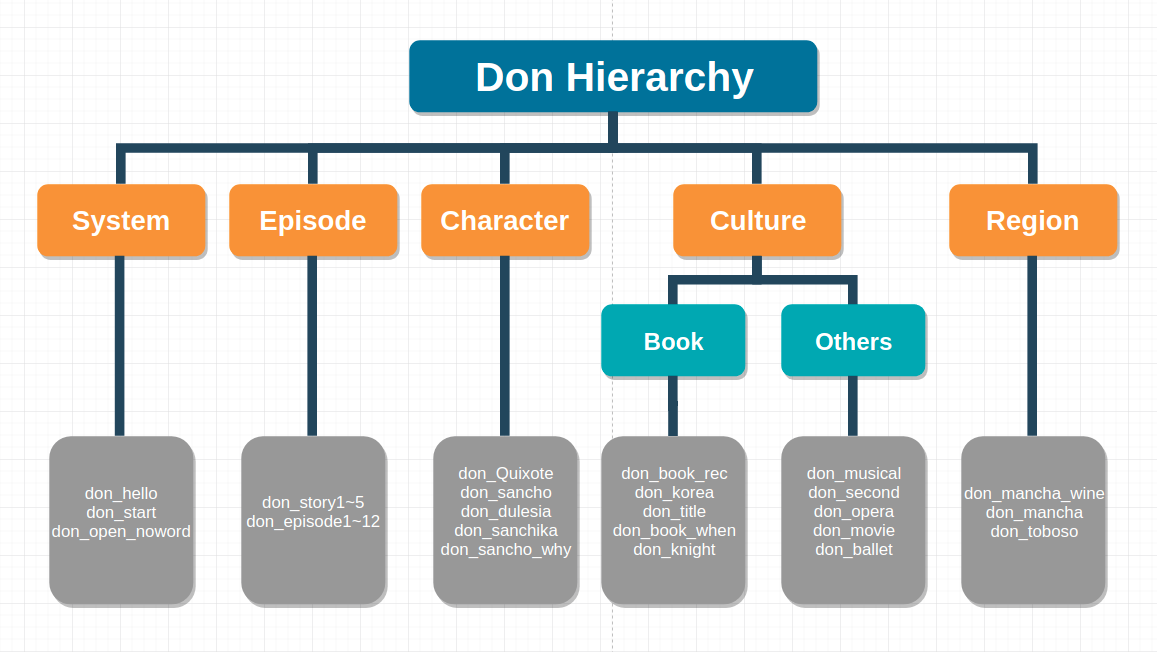 Don Hierarchy
System
Episode
Character
Culture
Region
Book
Others
don_hello
don_start
don_open_noword
don_story1~5
don_episode1~12
don_Quixote
don_sancho
don_dulesia
don_sanchika
don_sancho_why
don_book_rec
don_korea
don_title
don_book_when
don_knight
don_musical
don_second
don_opera
don_movie
don_ballet
don_mancha_wine
don_mancha
don_toboso